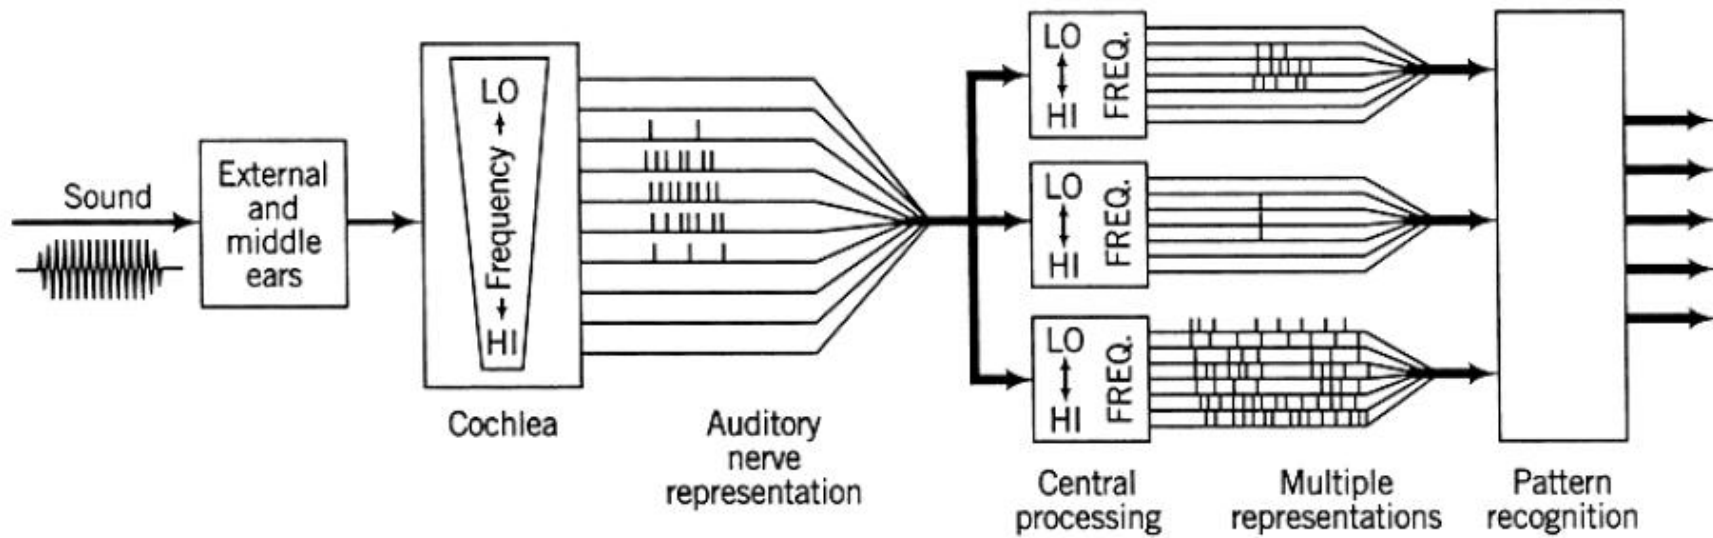 Sound
External
and
middle
ears
LO
Frequency
HI
Cochlea
Auditory
nerve
representation
LO
HI
FREQ.
LO
HI
FREQ.
LO
HI
FREQ.
Central
processing
Multiple
representations
Pattern
recognition